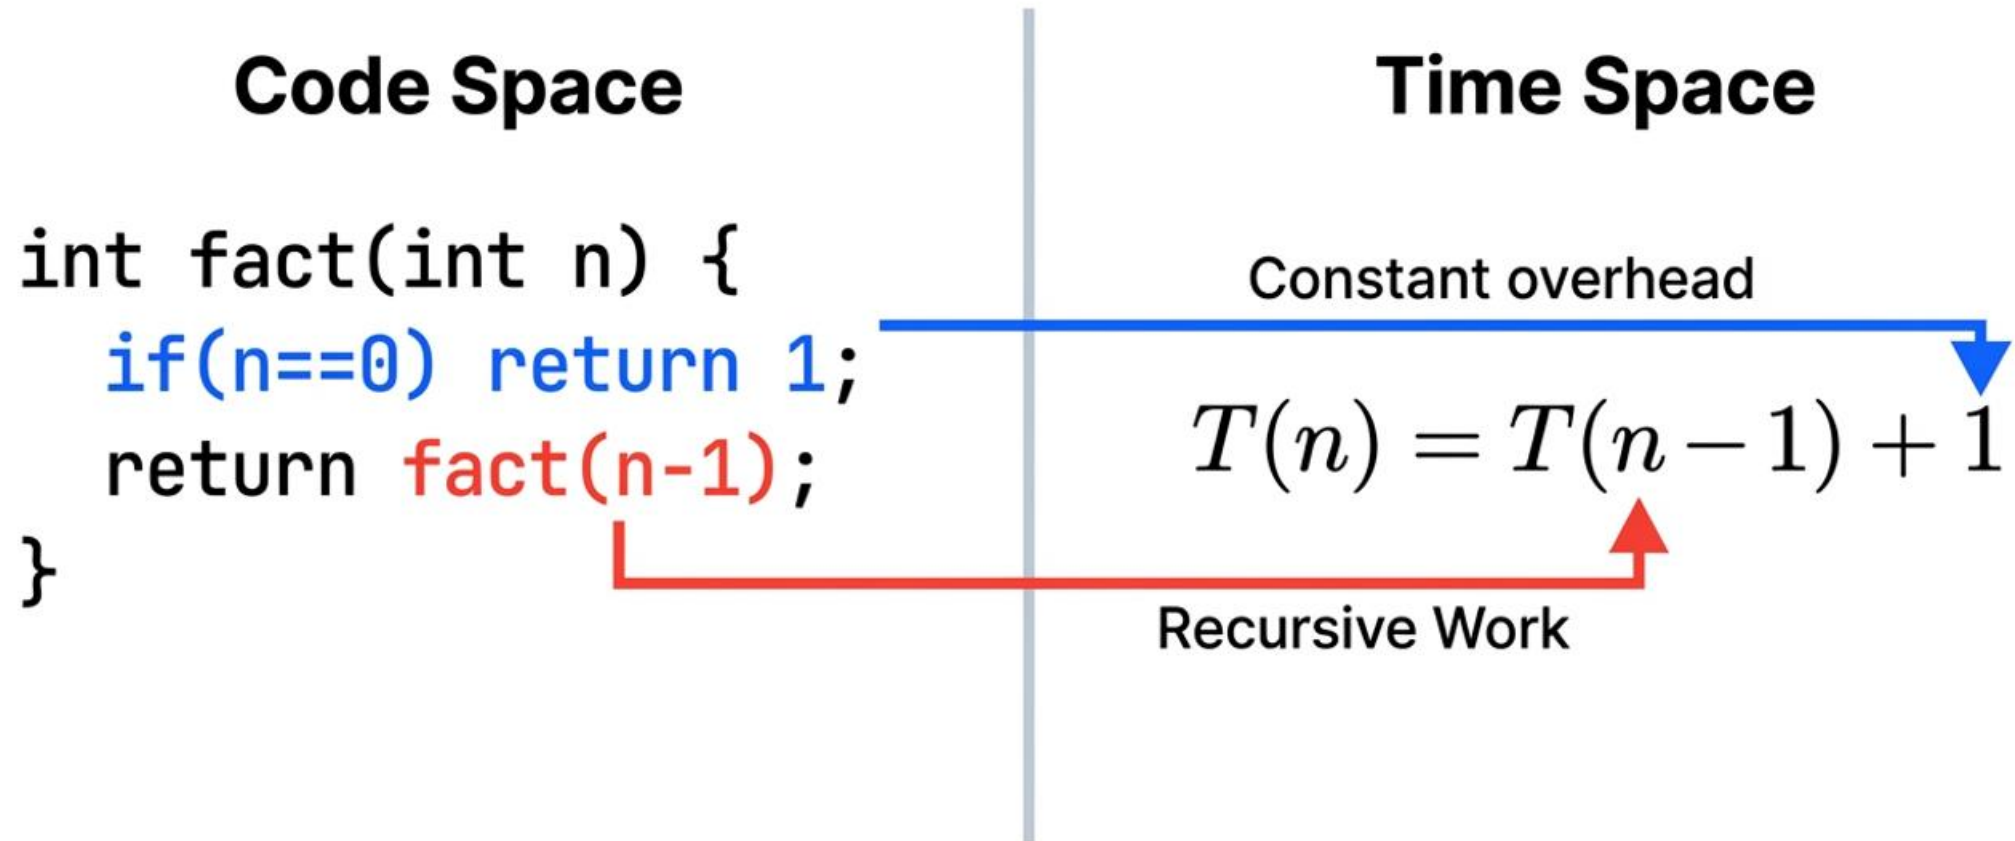 Code Space
int fact(int n) {
  if(n==0) return 1;
  return fact(n-1);
}
Time Space
Constant overhead
T(n) = T(n − 1) + 1
Recursive Work